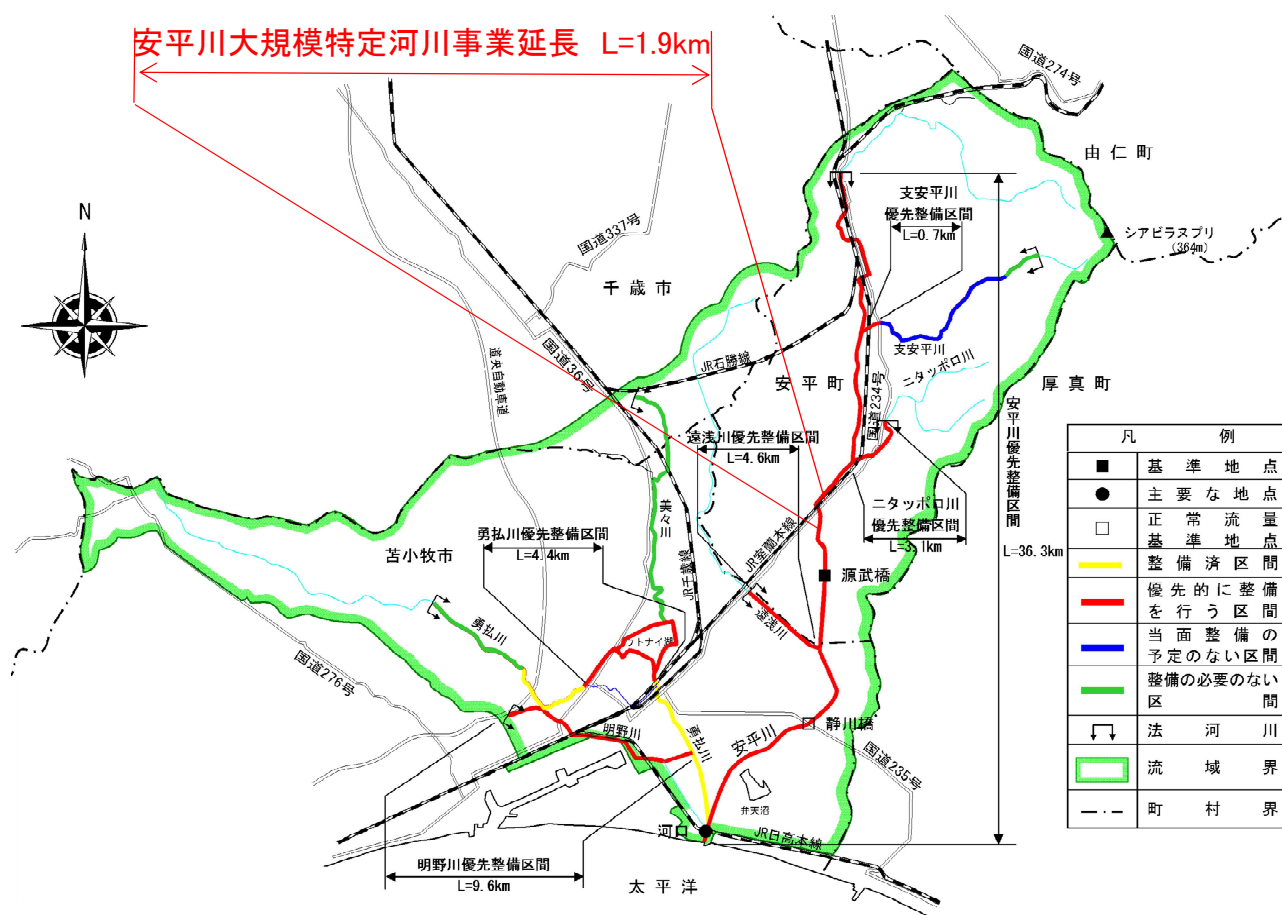 安平川大規模特定河川事業延長 L=1.9km
国道274号
由仁町
N
支安平川
優先整備区間
L=0.7km
シアビラヌプリ
(364m)
国道337号
千歳市
国道36号
道央自動車道
JR石勝線
支安平川
ニタッポロ川
安平町
国道234号
厚真町
安平川優先整備区間
L=36.3km
遠浅川優先整備区間
L=4.6km
ニタッポロ川
優先整備区間
L=3.1km
美々川
勇払川優先整備区間
L=4.4km
苫小牧市
JR千歳線
JR室蘭本線
源武橋
遠浅川
勇払川
ウトナイ湖
国道276号
明野川
勇払川
安平川
静川橋
国道235号
弁天沼
河口
JR日高本線
明野川優先整備区間
L=9.6km
太平洋
凡例
基準地点
主要な地点
正常流量
基準地点
整備済区間
優先的に整備
を行う区間
当面整備の
予定のない区間
整備の必要のない
区間
法河川
流域界
町村界